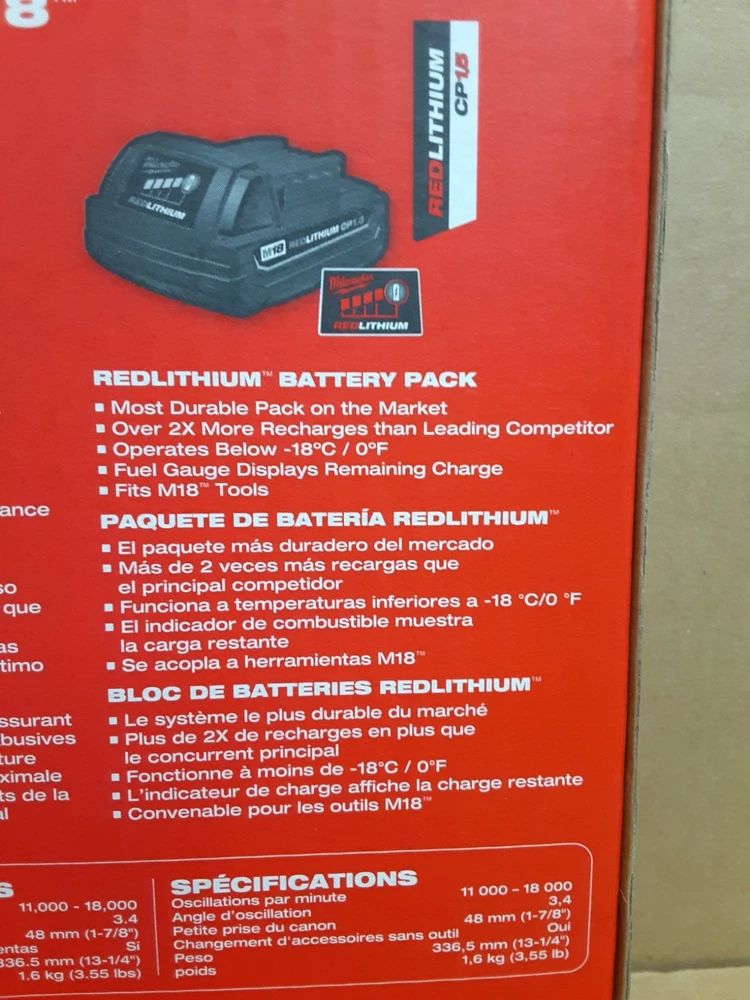 8™
REDLITHIUM
CP1.5
Milwaukee
REDLITHIUM
M18 REDLITHIUM CP1.5
Milwaukee
REDLITHIUM
REDLITHIUM™ BATTERY PACK
▪ Most Durable Pack on the Market
▪ Over 2X More Recharges than Leading Competitor
▪ Operates Below -18ºC / 0ºF
▪ Fuel Gauge Displays Remaining Charge
▪ Fits M18™ Tools
ance
PAQUETE DE BATERÍA REDLITHIUM™
▪ El paquete más duradero del mercado
▪ Más de 2 veces más recargas que
el principal competidor
▪ Funciona a temperaturas inferiores a -18 °C/0 °F
▪ El indicador de combustible muestra
la carga restante
▪ Se acopla a herramientas M18™
so
que
as
timo
BLOC DE BATTERIES REDLITHIUM™
▪ Le système le plus durable du marché
▪ Plus de 2X de recharges en plus que
le concurrent principal
▪ Fonctionne à moins de -18°C / 0°F
▪ L'indicateur de charge affiche la charge restante
▪ Convenable pour les outils M18™
ssurant
busives
ture
ximale
ts de la
al
S
11,000 - 18,000
3.4
48 mm (1-7/8")
entas Sí
336.5 mm (13-1/4")
1.6 kg (3.55 lbs)
SPÉCIFICATIONS
Oscillations par minute 11 000 - 18 000
Angle d'oscillation 3,4
Petite prise du canon 48 mm (1-7/8")
Changement d'accessoires sans outil Oui
Peso 336,5 mm (13-1/4")
poids 1,6 kg (3,55 lb)